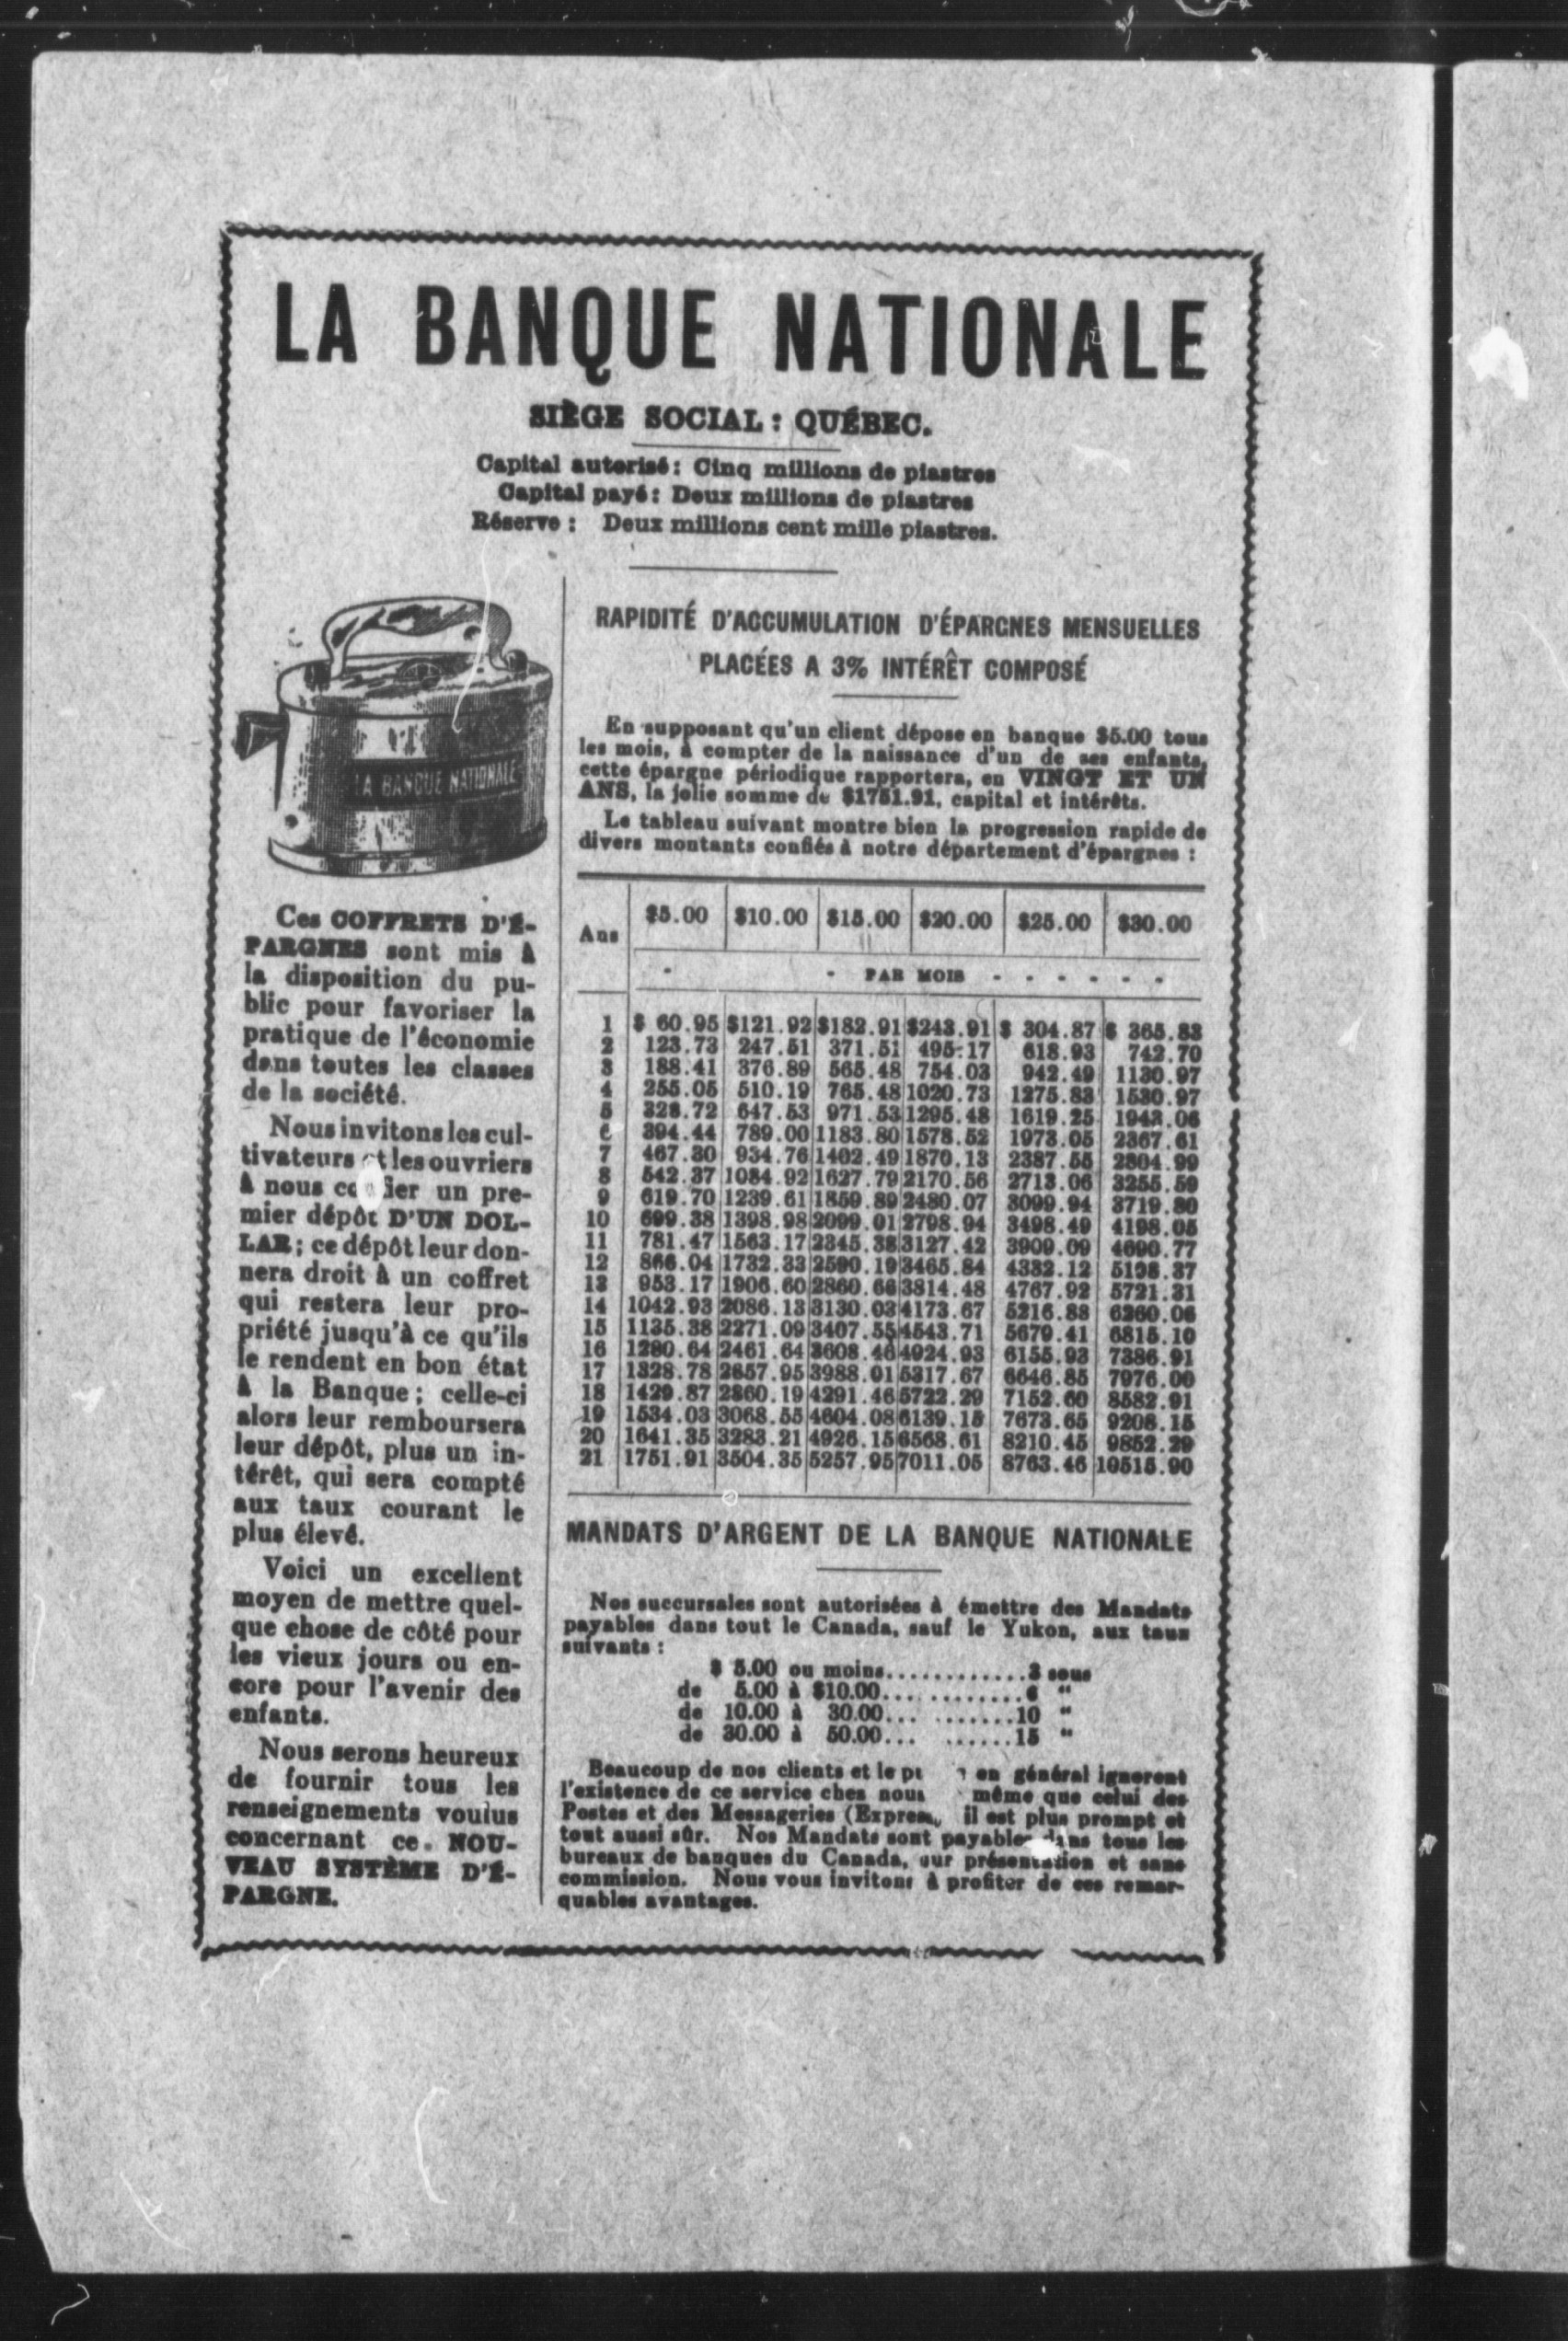 LA BANQUE NATIONALE
SIÈGE SOCIAL : QUÉBEC.
Capital autorisé : Cinq millions de piastres
Capital payé : Deux millions de piastres
Réserve : Deux millions cent mille piastres.
LA BANQUE NATIONALE
Ces COFFRETS D'É-
PARGNES sont mis à
la disposition du pu-
blic pour favoriser la
pratique de l'économie
dans toutes les classes
de la société.
Nous invitons les cul-
tivateurs et les ouvriers
à nous confier un pre-
mier dépôt D'UN DOL-
LAR ; ce dépôt leur don-
nera droit à un coffret
qui restera leur pro-
priété jusqu'à ce qu'ils
le rendent en bon état
à la Banque ; celle-ci
alors leur remboursera
leur dépôt, plus un in-
térêt, qui sera compté
aux taux courant le
plus élevé.
Voici un excellent
moyen de mettre quel-
que chose de côté pour
les vieux jours ou en-
core pour l'avenir des
enfants.
Nous serons heureux
de fournir tous les
renseignements voulus
concernant ce NOU-
VEAU SYSTÈME D'É-
PARGNE.
RAPIDITÉ D'ACCUMULATION D'ÉPARGNES MENSUELLES
PLACÉES A 3% INTÉRÊT COMPOSÉ
En supposant qu'un client dépose en banque $5.00 tous
les mois, à compter de la naissance d'un de ses enfants,
cette épargne périodique rapportera, en VINGT ET UN
ANS, la jolie somme de $1751.91, capital et intérêts.
Le tableau suivant montre bien la progression rapide de
divers montants confiés à notre département d'épargnes :
Ans $5.00 $10.00 $15.00 $20.00 $25.00 $30.00
- - PAR MOIS - - - - - -
1 $ 60.95 $121.92 $182.91 $243.91 $ 304.87 $ 365.83
2 123.73 247.51 371.51 495.17 618.93 742.70
3 188.41 376.89 565.48 754.03 942.49 1130.97
4 255.05 510.19 765.48 1020.73 1275.83 1530.97
5 323.72 647.53 971.53 1295.48 1619.25 1943.06
6 394.44 789.00 1183.80 1578.52 1973.05 2367.61
7 467.30 934.76 1402.49 1870.13 2387.55 2804.99
8 542.37 1084.92 1627.79 2170.56 2713.06 3255.59
9 619.70 1239.61 1859.89 2480.07 3099.94 3719.80
10 699.38 1398.98 2099.01 2798.94 3498.49 4198.05
11 781.47 1563.17 2345.38 3127.42 3909.09 4690.77
12 866.04 1732.33 2590.19 3465.84 4332.12 5198.37
13 953.17 1906.60 2860.66 3814.48 4767.92 5721.31
14 1042.93 2086.13 3130.03 4173.67 5216.88 6260.06
15 1135.38 2271.09 3407.55 4543.71 5679.41 6815.10
16 1280.64 2461.64 3608.46 4924.93 6155.93 7386.91
17 1328.78 2657.95 3988.01 5317.67 6646.85 7976.00
18 1429.87 2860.19 4291.46 5722.29 7152.60 8582.91
19 1534.03 3068.55 4604.08 6139.15 7673.65 9208.15
20 1641.35 3283.21 4926.15 6568.61 8210.45 9852.29
21 1751.91 3504.35 5257.95 7011.05 8763.46 10515.90
MANDATS D'ARGENT DE LA BANQUE NATIONALE
Nos succursales sont autorisées à émettre des Mandats
payables dans tout le Canada, sauf le Yukon, aux taux
suivants :
$ 5.00 ou moins............3 sous
de 5.00 à $10.00............6 "
de 10.00 à 30.00... .......10 "
de 30.00 à 50.00... ......15 "
Beaucoup de nos clients et le en général ignorent
l'existence de ce service chez nous même que celui des
Postes et des Messageries (Express, il est plus prompt et
tout aussi sûr. Nos Mandats sont payables dans tous les
bureaux de banques du Canada, sur présentation et sans
commission. Nous vous invitons à profiter de ces remar-
quables avantages.